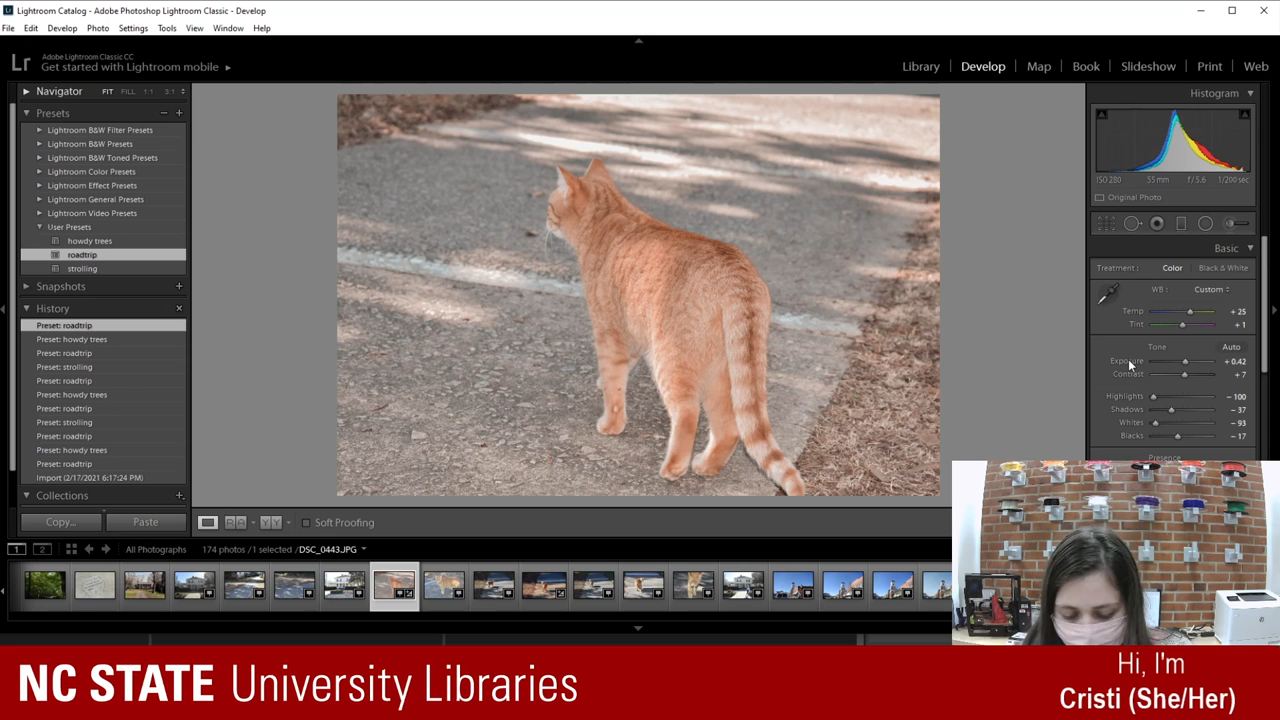 Lightroom Catalog - Adobe Photoshop Lightroom Classic - Develop
File Edit Develop Photo Settings Tools View Window Help
Lr Adobe Lightroom Classic CC
Get started with Lightroom mobile
Library | Develop | Map | Book | Slideshow | Print | Web
Navigator FIT FILL 1:1 3:1
Presets
Lightroom B&W Filter Presets
Lightroom B&W Presets
Lightroom B&W Toned Presets
Lightroom Color Presets
Lightroom Effect Presets
Lightroom General Presets
Lightroom Video Presets
User Presets
howdy trees
roadtrip
strolling
Snapshots
History
Preset: roadtrip
Preset: howdy trees
Preset: roadtrip
Preset: strolling
Preset: roadtrip
Preset: howdy trees
Preset: roadtrip
Preset: strolling
Preset: roadtrip
Preset: howdy trees
Preset: roadtrip
Import (2/17/2021 6:17:24 PM)
Collections
Copy... Paste
Soft Proofing
Histogram
ISO 280 55 mm f / 5.6 1/200 sec
Original Photo
Basic
Treatment : Color Black & White
WB : Custom
Temp + 25
Tint + 1
Tone Auto
Exposure + 0.42
Contrast + 7
Highlights − 100
Shadows − 37
Whites − 93
Blacks − 17
Presence
1 2 All Photographs 174 photos / 1 selected / DSC_0443.JPG
NC STATE University Libraries
Hi, I'm
Cristi (She/Her)